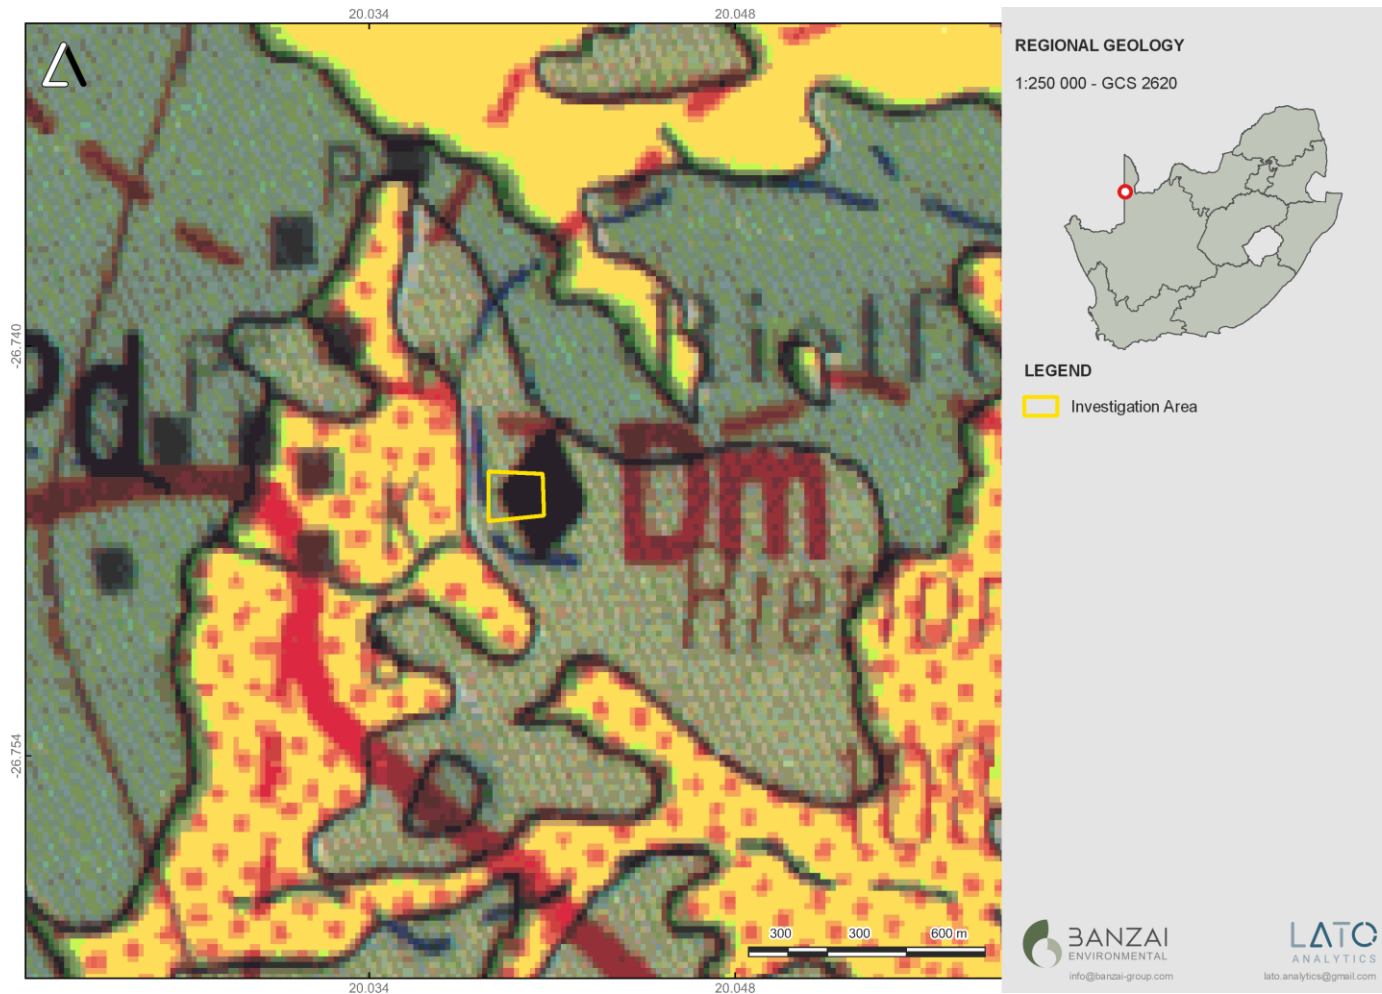 20.034
20.048
REGIONAL GEOLOGY
1:250 000 - GCS 2620
-26.740
P
d
K
Dm
LEGEND
Investigation Area
-26.754
300
300
600 m
BANZAI
ENVIRONMENTAL
info@banzai-group.com
LATO
ANALYTICS
lato.analytics@gmail.com
20.034
20.048